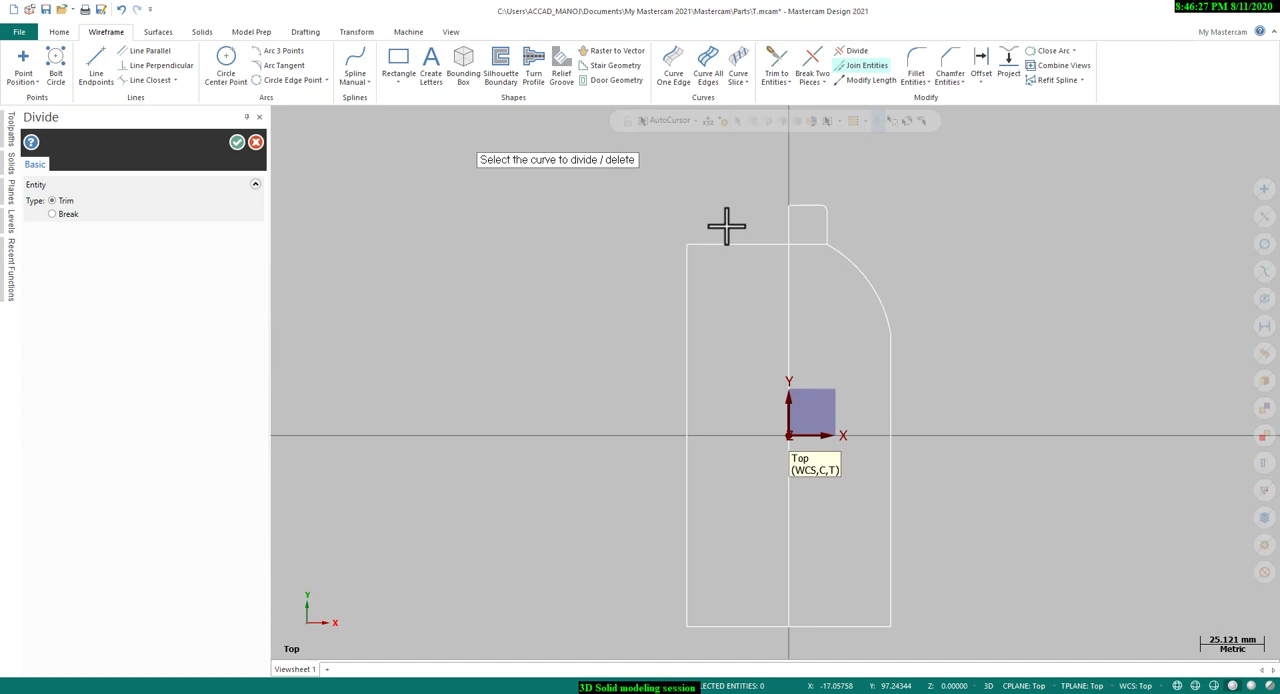 C:\Users\ACCAD_MANOJ\Documents\My Mastercam 2021\Mastercam\Parts\T.mcam* - Mastercam Design 2021
8:46:27 PM 8/11/2020
File Home Wireframe Surfaces Solids Model Prep Drafting Transform Machine View My Mastercam
Point Position
Bolt Circle
Points
Line Endpoints
Line Parallel
Line Perpendicular
Line Closest
Lines
Circle Center Point
Arc 3 Points
Arc Tangent
Circle Edge Point
Arcs
Spline Manual
Splines
Rectangle
Create Letters
Bounding Box
Silhouette Boundary
Turn Profile
Relief Groove
Raster to Vector
Stair Geometry
Door Geometry
Shapes
Curve One Edge
Curve All Edges
Curve Slice
Curves
Trim to Entities
Break Two Pieces
Divide
Join Entities
Modify Length
Fillet Entities
Chamfer Entities
Offset
Project
Close Arc
Combine Views
Refit Spline
Modify
Toolpaths
Solids
Planes
Levels
Recent Functions
Divide
Basic
Entity
Type: Trim
Break
AutoCursor
Select the curve to divide / delete
Y
X
Z
Top
(WCS,C,T)
Y
X
Top
25.121 mm
Metric
Viewsheet 1
3D Solid modeling session
LECTED ENTITIES: 0 X: -17.05758 Y: 97.24344 Z: 0.00000 3D CPLANE: Top TPLANE: Top WCS: Top